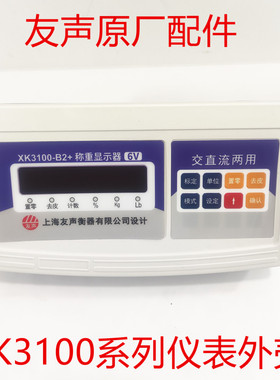 友声原厂配件
XK3100-B2+ 称重显示器 6V
交直流两用
标定 单位 置零 去皮
模式 设定 确认
置零 去皮 计数 % Kg Lb
上海友声衡器有限公司设计
K3100系列仪表外